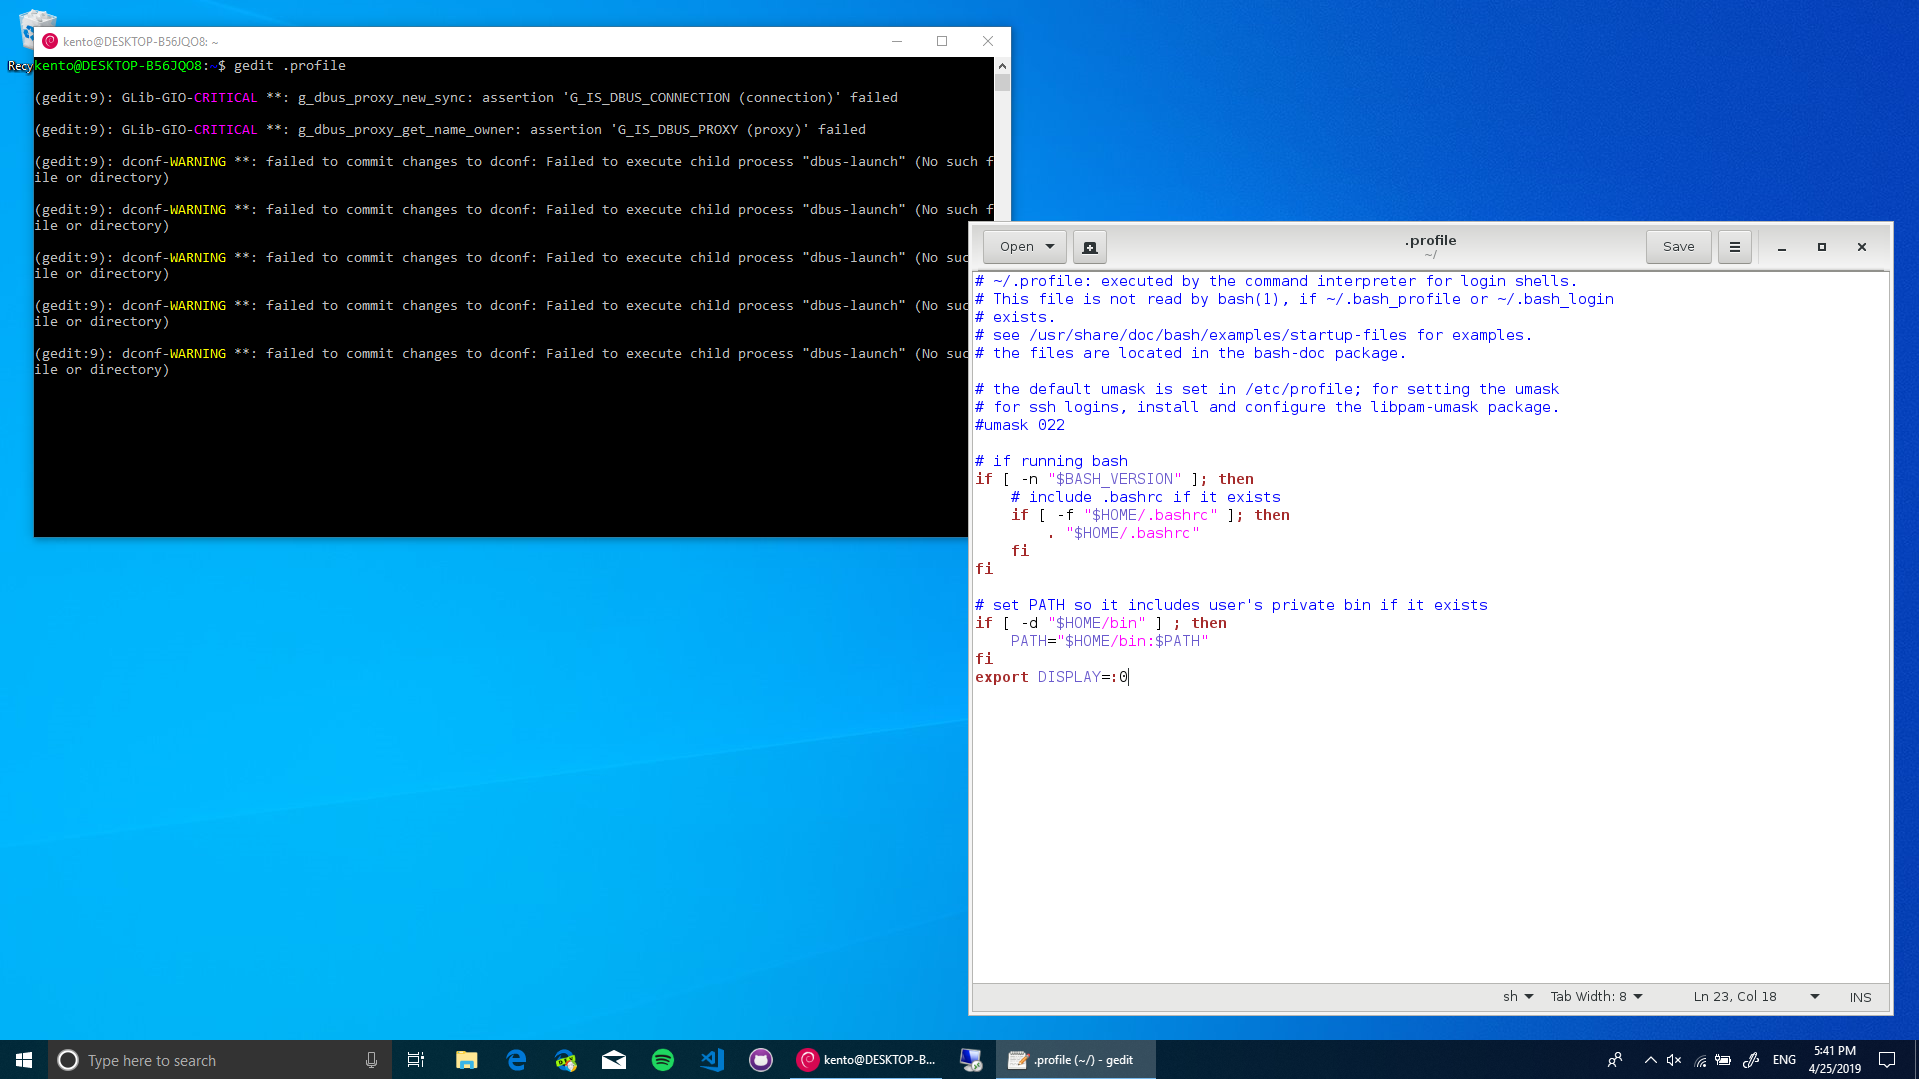 kento@DESKTOP-B56JQO8: ~
Recy
kento@DESKTOP-B56JQO8:~$ gedit .profile
(gedit:9): GLib-GIO-CRITICAL **: g_dbus_proxy_new_sync: assertion 'G_IS_DBUS_CONNECTION (connection)' failed
(gedit:9): GLib-GIO-CRITICAL **: g_dbus_proxy_get_name_owner: assertion 'G_IS_DBUS_PROXY (proxy)' failed
(gedit:9): dconf-WARNING **: failed to commit changes to dconf: Failed to execute child process "dbus-launch" (No such f
ile or directory)
(gedit:9): dconf-WARNING **: failed to commit changes to dconf: Failed to execute child process "dbus-launch" (No such f
ile or directory)
(gedit:9): dconf-WARNING **: failed to commit changes to dconf: Failed to execute child process "dbus-launch" (No suc
ile or directory)
(gedit:9): dconf-WARNING **: failed to commit changes to dconf: Failed to execute child process "dbus-launch" (No suc
ile or directory)
(gedit:9): dconf-WARNING **: failed to commit changes to dconf: Failed to execute child process "dbus-launch" (No suc
ile or directory)
Open
.profile
~/
Save
# ~/.profile: executed by the command interpreter for login shells.
# This file is not read by bash(1), if ~/.bash_profile or ~/.bash_login
# exists.
# see /usr/share/doc/bash/examples/startup-files for examples.
# the files are located in the bash-doc package.
# the default umask is set in /etc/profile; for setting the umask
# for ssh logins, install and configure the libpam-umask package.
#umask 022
# if running bash
if [ -n "$BASH_VERSION" ]; then
    # include .bashrc if it exists
    if [ -f "$HOME/.bashrc" ]; then
        . "$HOME/.bashrc"
    fi
fi
# set PATH so it includes user's private bin if it exists
if [ -d "$HOME/bin" ] ; then
    PATH="$HOME/bin:$PATH"
fi
export DISPLAY=:0
sh Tab Width: 8 Ln 23, Col 18 INS
Type here to search
kento@DESKTOP-B...
.profile (~/) - gedit
ENG
5:41 PM
4/25/2019